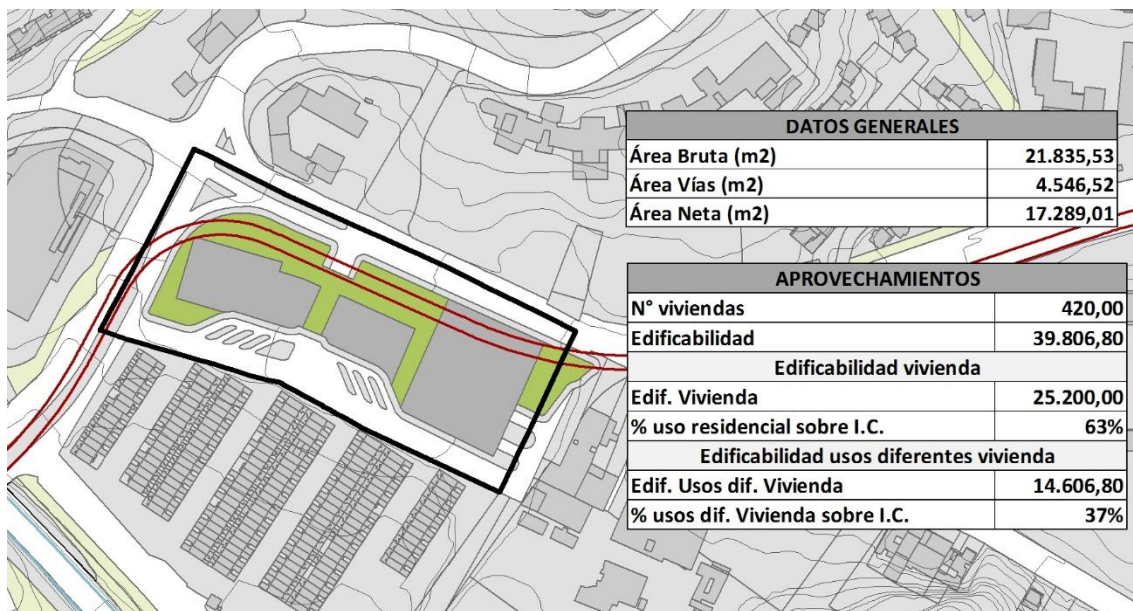 DATOS GENERALES
Área Bruta (m2) 21.835,53
Área Vías (m2) 4.546,52
Área Neta (m2) 17.289,01
APROVECHAMIENTOS
N° viviendas 420,00
Edificabilidad 39.806,80
Edificabilidad vivienda
Edif. Vivienda 25.200,00
% uso residencial sobre I.C. 63%
Edificabilidad usos diferentes vivienda
Edif. Usos dif. Vivienda 14.606,80
% usos dif. Vivienda sobre I.C. 37%